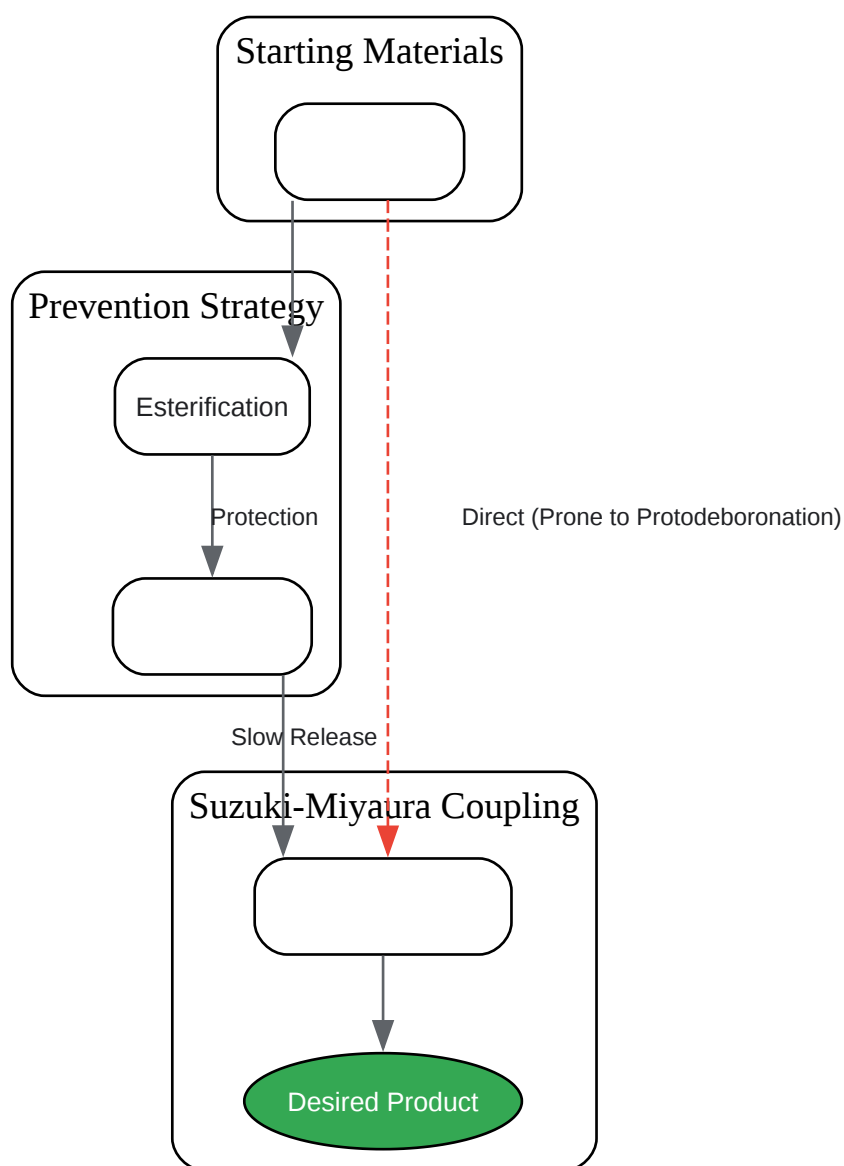 Starting Materials
Prevention Strategy
Esterification
Protection
Direct (Prone to Protodeboronation)
Slow Release
Suzuki-Miyaura Coupling
Desired Product